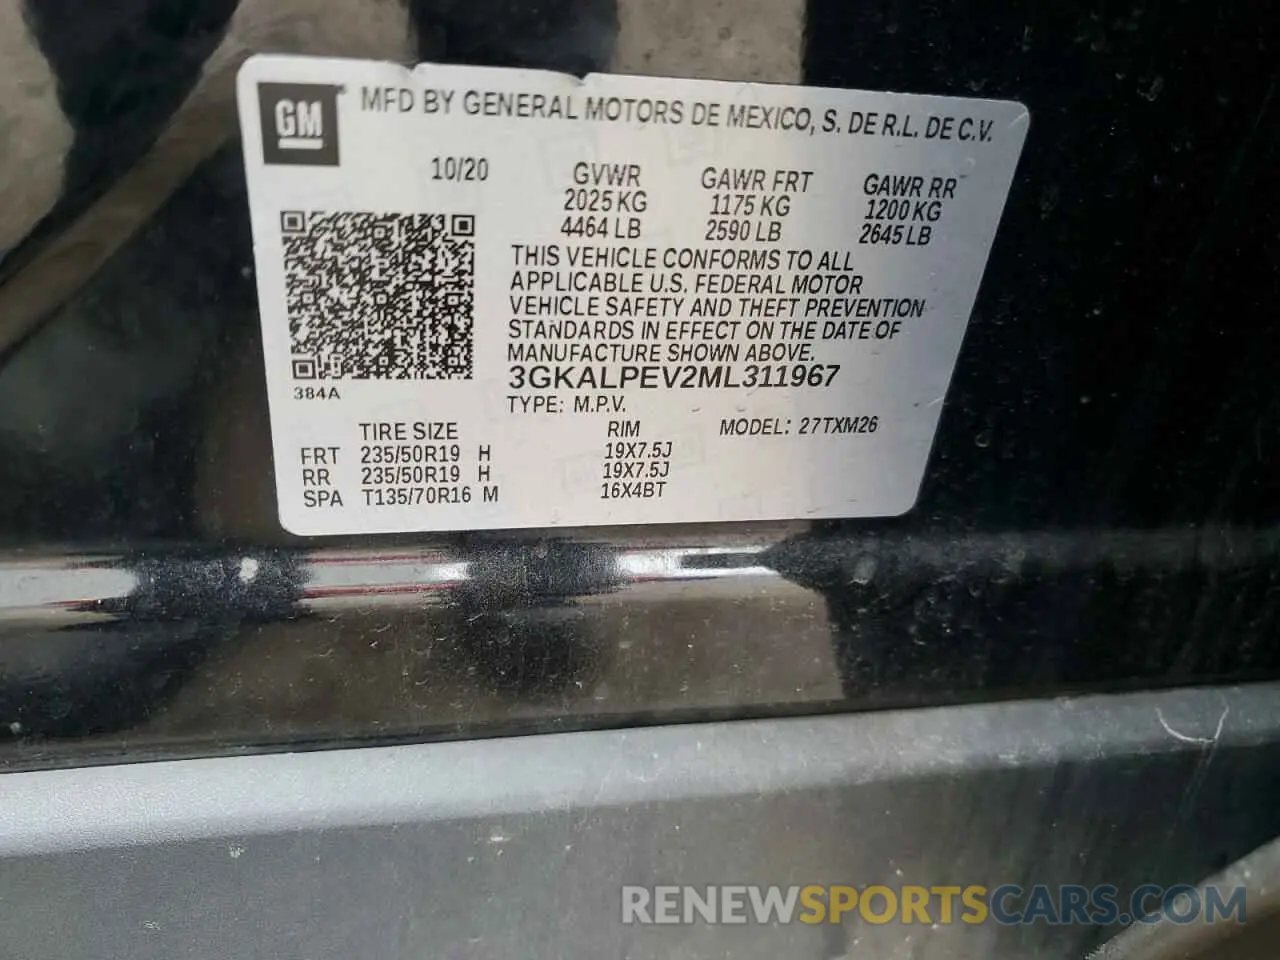 GM
MFD BY GENERAL MOTORS DE MEXICO, S. DE R.L. DE C.V.
10/20 GVWR GAWR FRT GAWR RR
2025 KG 1175 KG 1200 KG
4464 LB 2590 LB 2645 LB
THIS VEHICLE CONFORMS TO ALL
APPLICABLE U.S. FEDERAL MOTOR
VEHICLE SAFETY AND THEFT PREVENTION
STANDARDS IN EFFECT ON THE DATE OF
MANUFACTURE SHOWN ABOVE.
384A
3GKALPEV2ML311967
TYPE: M.P.V.
TIRE SIZE RIM MODEL: 27TXM26
FRT 235/50R19 H 19X7.5J
RR 235/50R19 H 19X7.5J
SPA T135/70R16 M 16X4BT
RENEWSPORTSCARS.COM